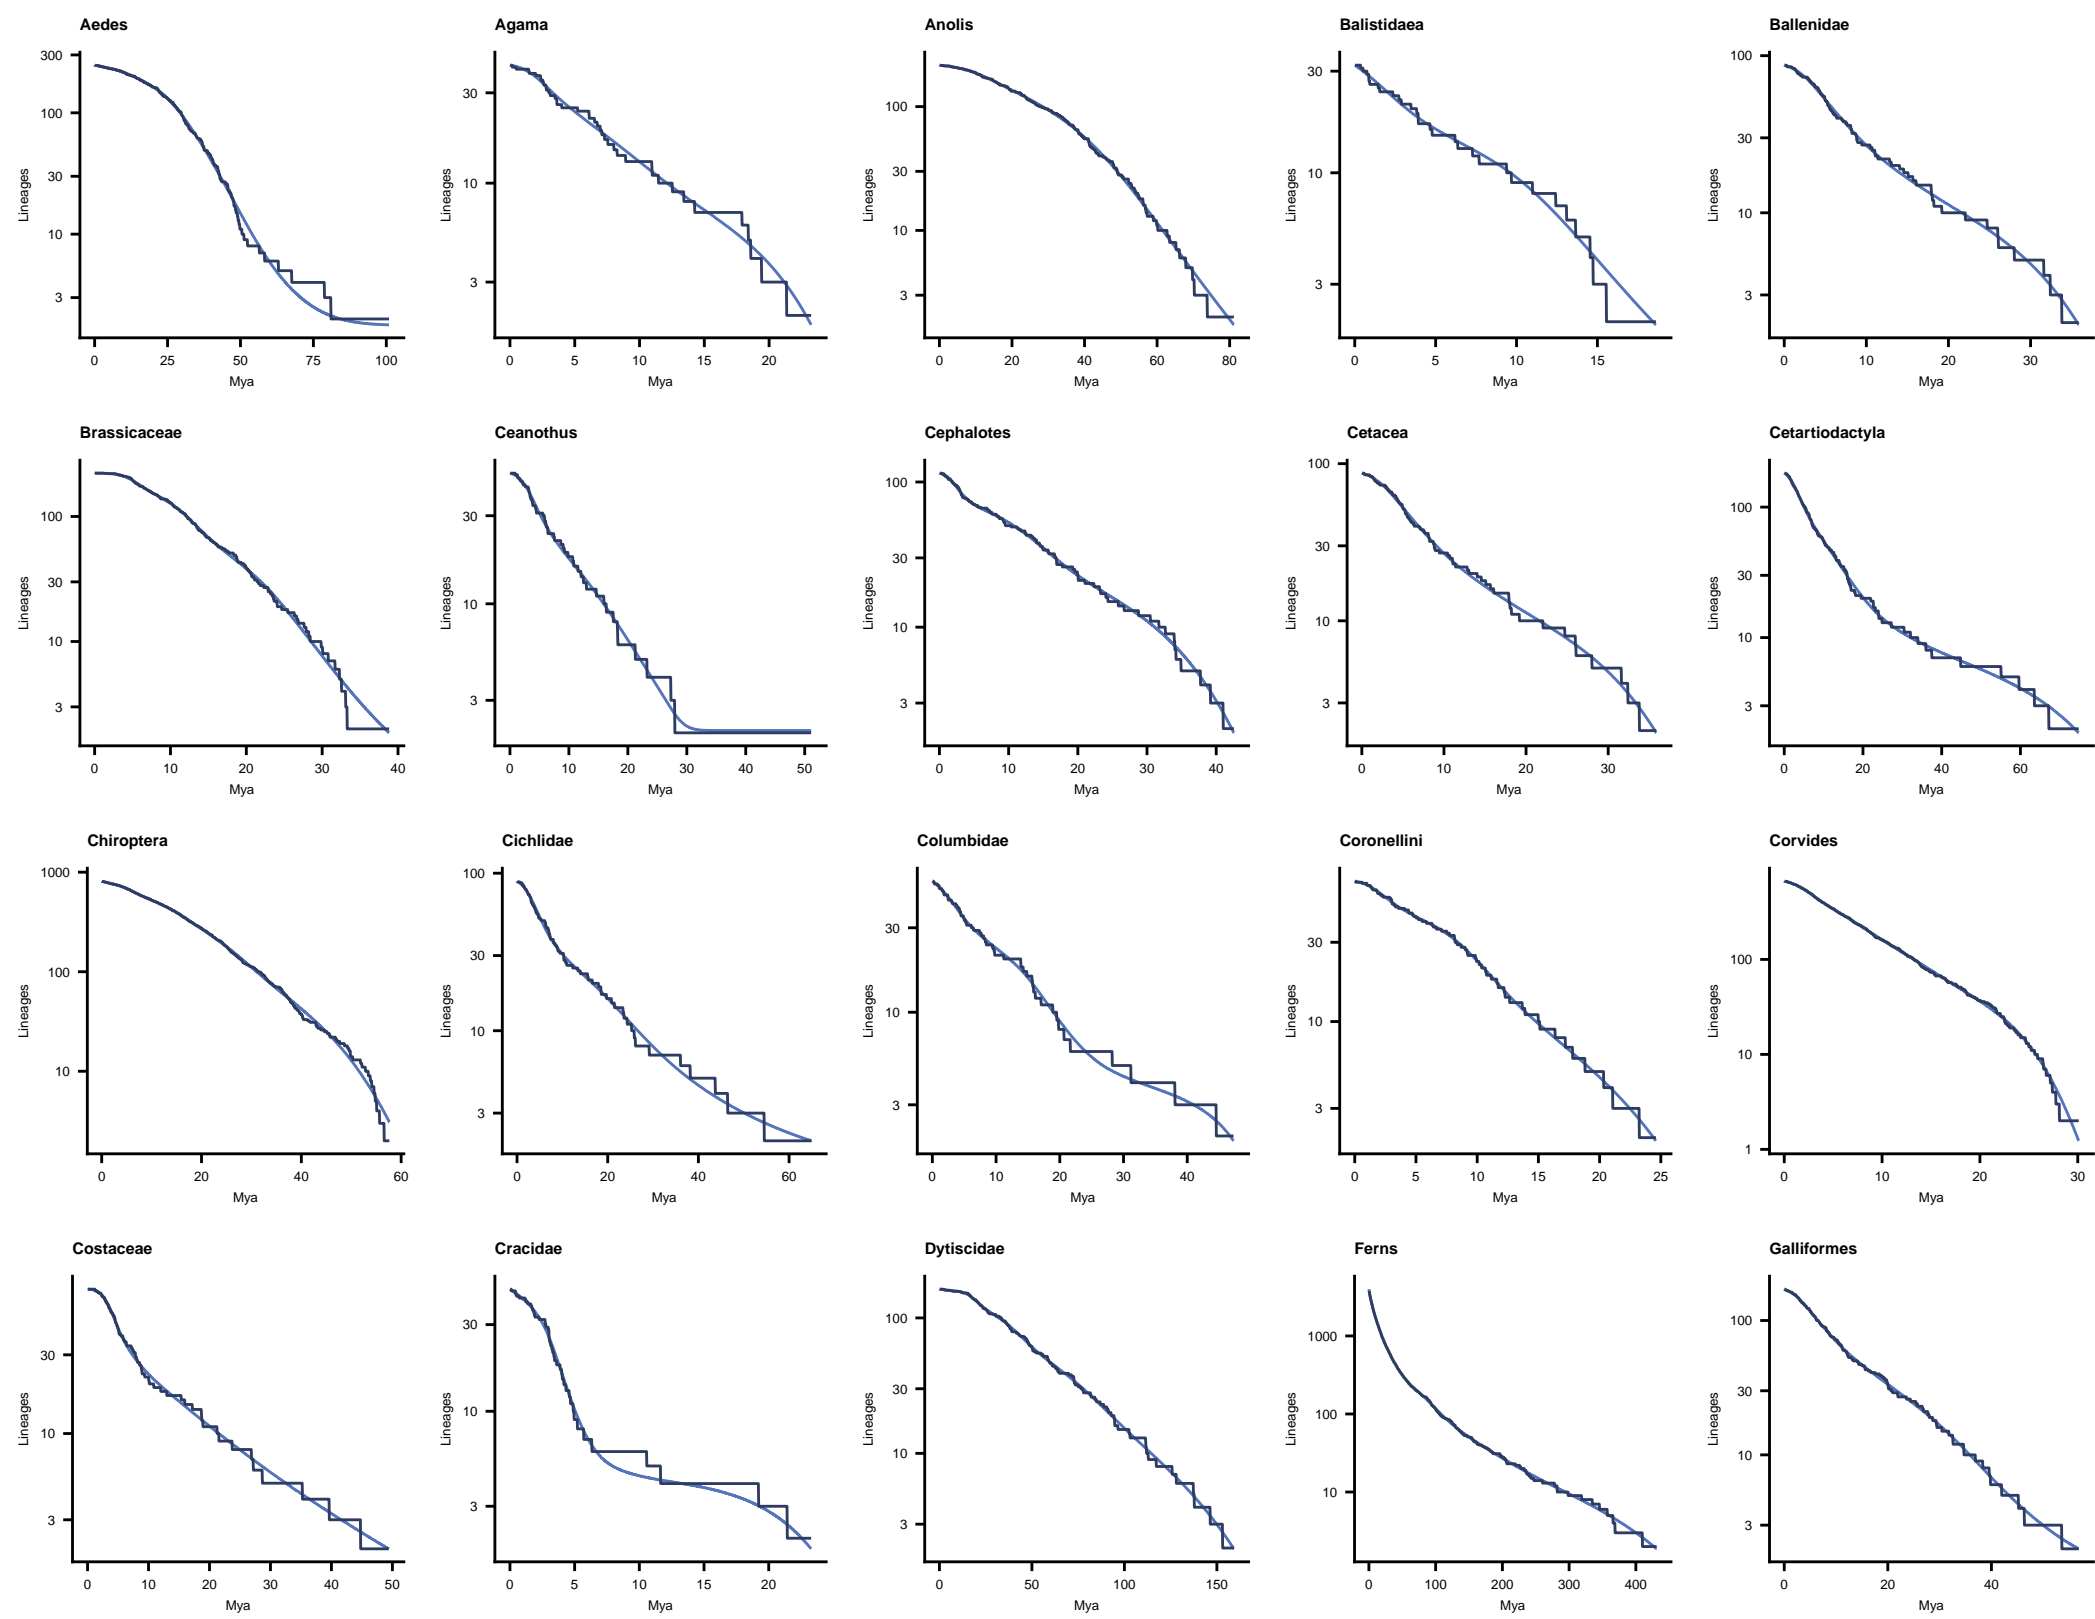 Aedes
Agama
Anolis
Balistidaea
Ballenidae
300
100
30
10
3
Lineages
0 25 50 75 100
Mya
30
10
3
Lineages
0 5 10 15 20
Mya
100
30
10
3
Lineages
0 20 40 60 80
Mya
30
10
3
Lineages
0 5 10 15
Mya
100
30
10
3
Lineages
0 10 20 30
Mya
Brassicaceae
Ceanothus
Cephalotes
Cetacea
Cetartiodactyla
100
30
10
3
Lineages
0 10 20 30 40
Mya
30
10
3
Lineages
0 10 20 30 40 50
Mya
100
30
10
3
Lineages
0 10 20 30 40
Mya
100
30
10
3
Lineages
0 10 20 30
Mya
100
30
10
3
Lineages
0 20 40 60
Mya
Chiroptera
Cichlidae
Columbidae
Coronellini
Corvides
1000
100
10
Lineages
0 20 40 60
Mya
100
30
10
3
Lineages
0 20 40 60
Mya
30
10
3
Lineages
0 10 20 30 40
Mya
30
10
3
Lineages
0 5 10 15 20 25
Mya
100
10
1
Lineages
0 10 20 30
Mya
Costaceae
Cracidae
Dytiscidae
Ferns
Galliformes
30
10
3
Lineages
0 10 20 30 40 50
Mya
30
10
3
Lineages
0 5 10 15 20
Mya
100
30
10
3
Lineages
0 50 100 150
Mya
1000
100
10
Lineages
0 100 200 300 400
Mya
100
30
10
3
Lineages
0 20 40
Mya